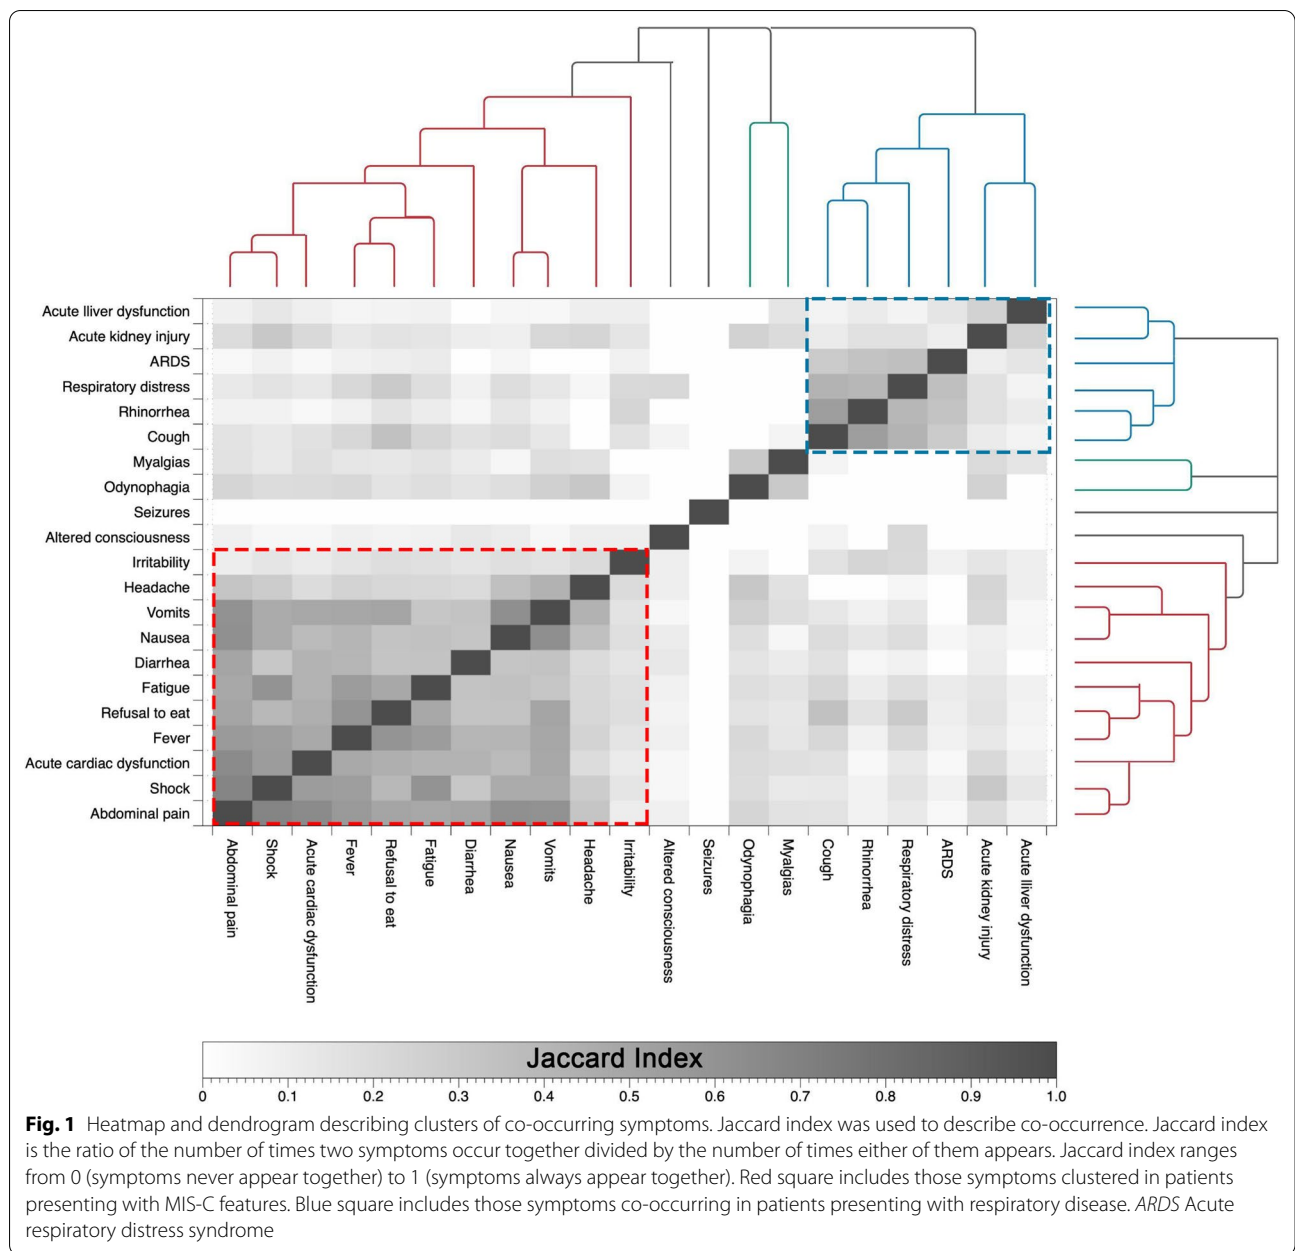 Acute lliver dysfunction
Acute kidney injury
ARDS
Respiratory distress
Rhinorrhea
Cough
Myalgias
Odynophagia
Seizures
Altered consciousness
Irritability
Headache
Vomits
Nausea
Diarrhea
Fatigue
Refusal to eat
Fever
Acute cardiac dysfunction
Shock
Abdominal pain
Abdominal pain
Shock
Acute cardiac dysfunction
Fever
Refusal to eat
Fatigue
Diarrhea
Nausea
Vomits
Headache
Irritability
Altered consciousness
Seizures
Odynophagia
Myalgias
Cough
Rhinorrhea
Respiratory distress
ARDS
Acute kidney injury
Acute lliver dysfunction
Jaccard Index
0 0.1 0.2 0.3 0.4 0.5 0.6 0.7 0.8 0.9 1.0
Fig. 1 Heatmap and dendrogram describing clusters of co-occurring symptoms. Jaccard index was used to describe co-occurrence. Jaccard index
is the ratio of the number of times two symptoms occur together divided by the number of times either of them appears. Jaccard index ranges
from 0 (symptoms never appear together) to 1 (symptoms always appear together). Red square includes those symptoms clustered in patients
presenting with MIS-C features. Blue square includes those symptoms co-occurring in patients presenting with respiratory disease. ARDS Acute
respiratory distress syndrome